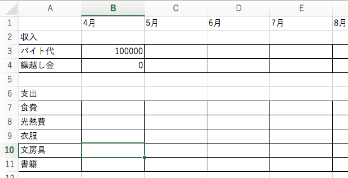 A B C D E
1 4月 5月 6月 7月 8月
2 収入
3 バイト代 100000
4 繰越し金 0
5
6 支出
7 食費
8 光熱費
9 衣服
10 文房具
11 書籍